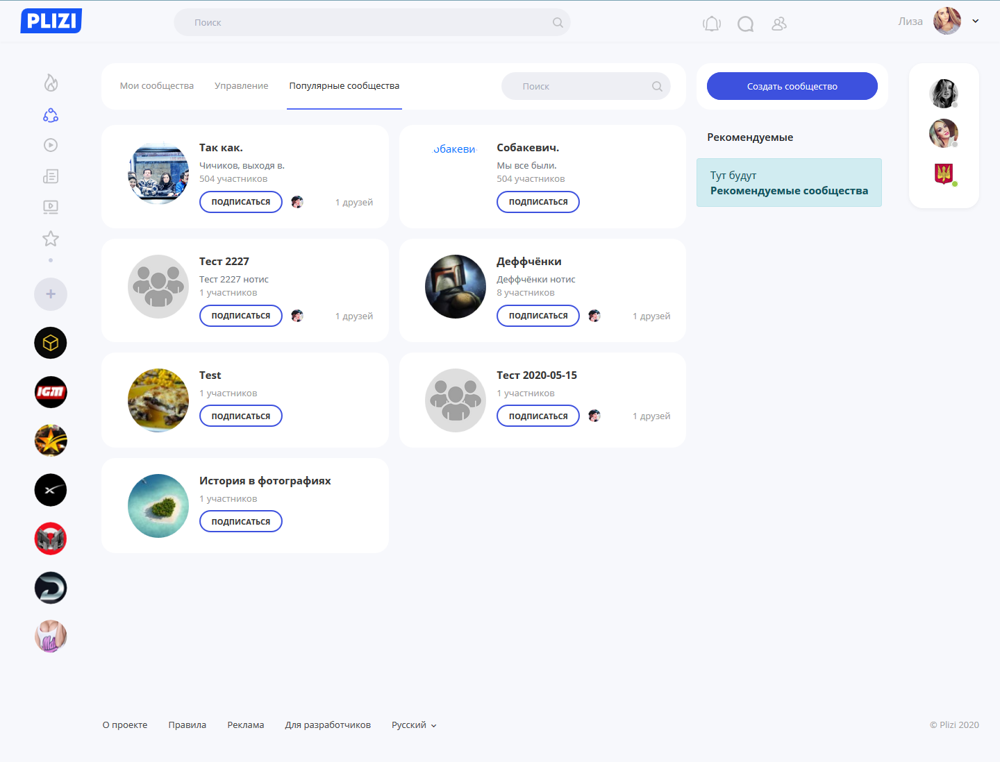 PLIZI
Поиск
Лиза
Мои сообщества
Управление
Популярные сообщества
Поиск
Создать сообщество
Так как.
Чичиков, выходя в.
504 участников
ПОДПИСАТЬСЯ
1 друзей
обакеви
Собакевич.
Мы все были.
504 участников
ПОДПИСАТЬСЯ
Рекомендуемые
Тут будут
Рекомендуемые сообщества
Тест 2227
Тест 2227 нотис
1 участников
ПОДПИСАТЬСЯ
1 друзей
Деффчёнки
Деффчёнки нотис
8 участников
ПОДПИСАТЬСЯ
1 друзей
IGM
Test
1 участников
ПОДПИСАТЬСЯ
Тест 2020-05-15
1 участников
ПОДПИСАТЬСЯ
1 друзей
История в фотографиях
1 участников
ПОДПИСАТЬСЯ
О проекте
Правила
Реклама
Для разработчиков
Русский
© Plizi 2020